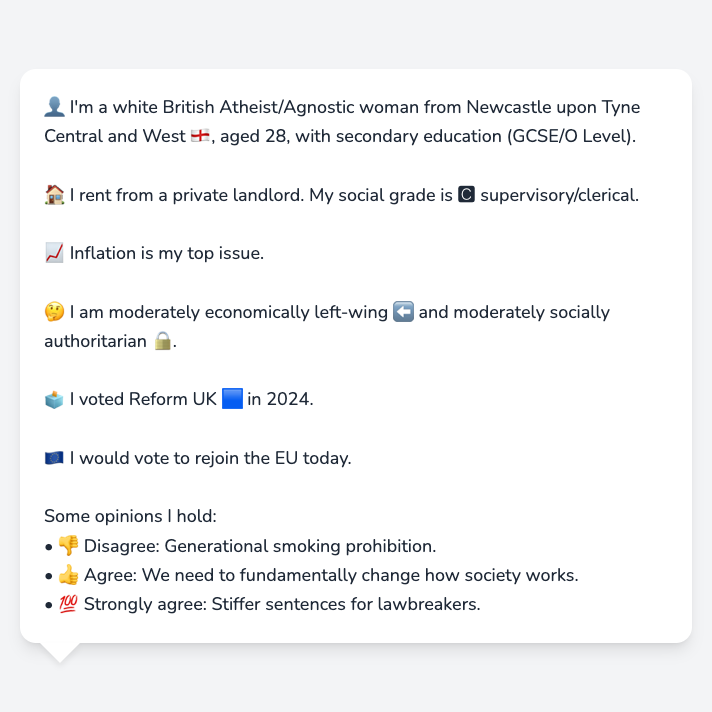 👤 I'm a white British Atheist/Agnostic woman from Newcastle upon Tyne
Central and West 🏴󠁧󠁢󠁥󠁮󠁧󠁿, aged 28, with secondary education (GCSE/O Level).
🏠 I rent from a private landlord. My social grade is 🅲 supervisory/clerical.
📈 Inflation is my top issue.
🤔 I am moderately economically left-wing ⬅️ and moderately socially
authoritarian 🔒.
🗳️ I voted Reform UK 🟦 in 2024.
🇪🇺 I would vote to rejoin the EU today.
Some opinions I hold:
• 👎 Disagree: Generational smoking prohibition.
• 👍 Agree: We need to fundamentally change how society works.
• 💯 Strongly agree: Stiffer sentences for lawbreakers.